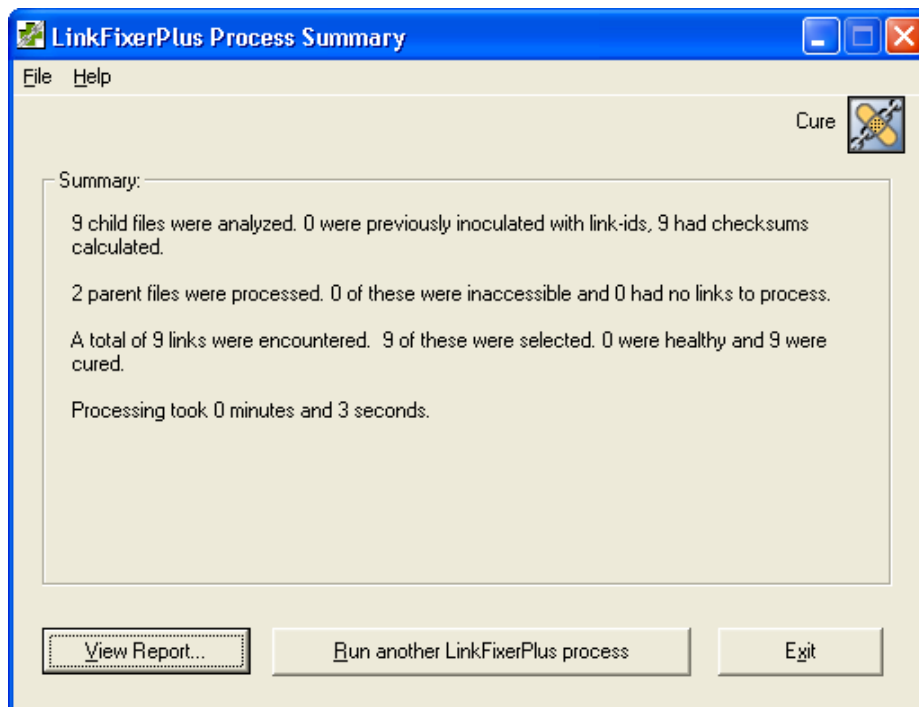 LinkFixerPlus Process Summary
File Help
Cure
Summary:
9 child files were analyzed. 0 were previously inoculated with link-ids, 9 had checksums
calculated.
2 parent files were processed. 0 of these were inaccessible and 0 had no links to process.
A total of 9 links were encountered.  9 of these were selected. 0 were healthy and 9 were
cured.
Processing took 0 minutes and 3 seconds.
View Report... Run another LinkFixerPlus process Exit